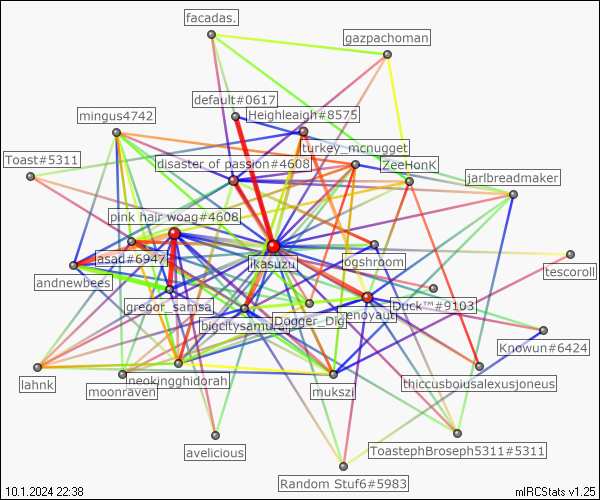 facadas.
gazpachoman
default#0617
Heighleaigh#8575
mingus4742
turkey_mcnugget
Toast#5311
disaster of passion#4608
ZeeHonK
jarlbreadmaker
pink hair woag#4608
asad#6947
ikasuzu
ogshroom
tescoroll
andnewbees
gregor_samsa
Dogger_Dig
Duck™#9103
bigcitysamurai
renoyaut
Knowun#6424
lahnk
moonraven
neokingghidorah
mukszi
thiccusboiusalexusjoneus
avelicious
ToastephBroseph5311#5311
Random Stuf6#5983
10.1.2024 22:38
mIRCStats v1.25